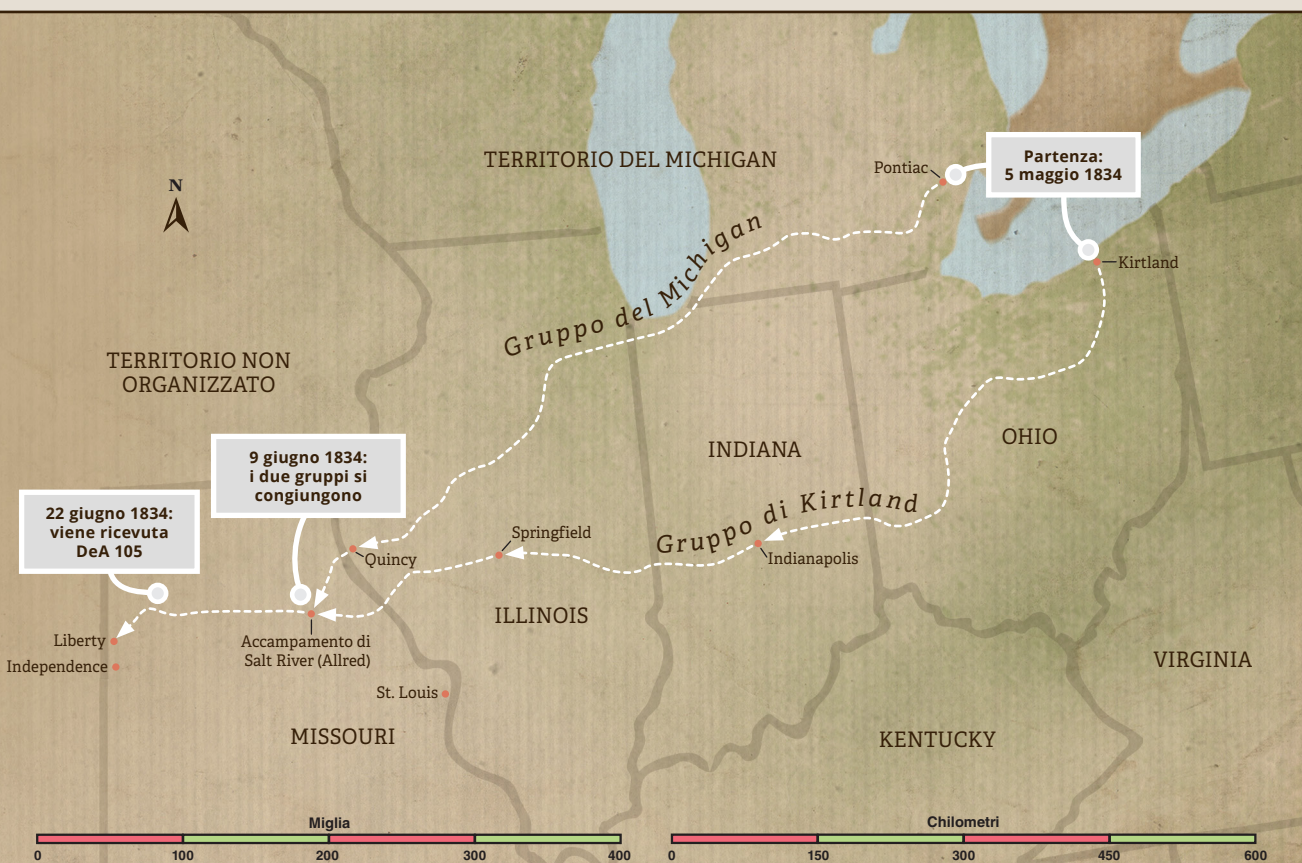 TERRITORIO DEL MICHIGAN
Pontiac
Partenza:
5 maggio 1834
N
Kirtland
Gruppo del Michigan
TERRITORIO NON
ORGANIZZATO
OHIO
INDIANA
9 giugno 1834:
i due gruppi si
congiungono
22 giugno 1834:
viene ricevuta
DeA 105
Gruppo di Kirtland
Springfield
Quincy
Indianapolis
ILLINOIS
Liberty
Accampamento di
Salt River (Allred)
Independence
VIRGINIA
St. Louis
MISSOURI
KENTUCKY
Miglia
0 100 200 300 400
Chilometri
0 150 300 450 600